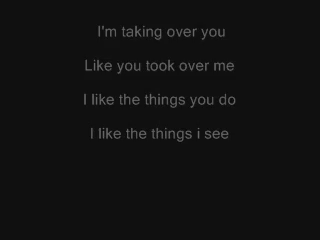 I'm taking over you
Like you took over me
I like the things you do
I like the things i see